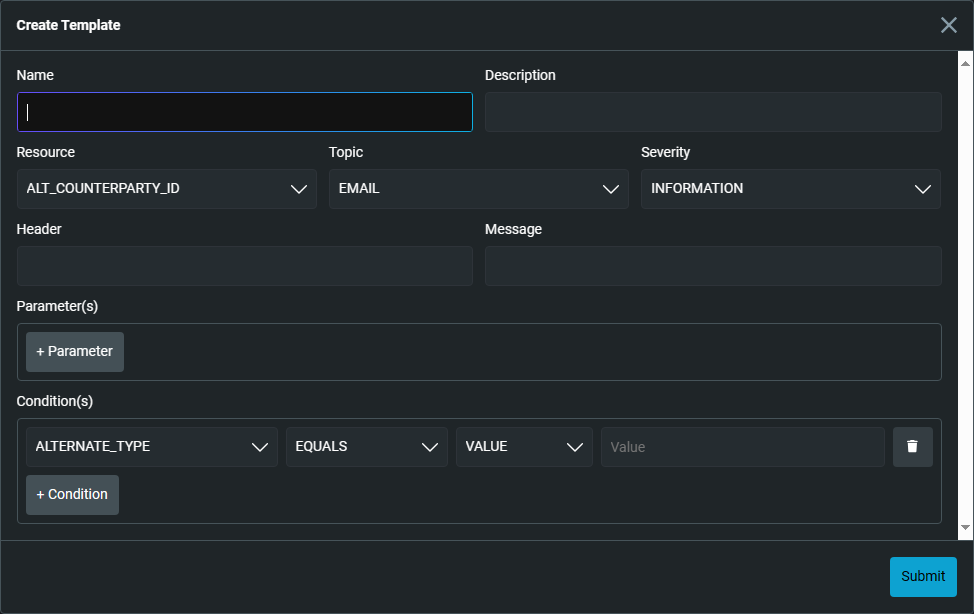 Create Template
Name Description
Resource Topic Severity
ALT_COUNTERPARTY_ID EMAIL INFORMATION
Header Message
Parameter(s)
+ Parameter
Condition(s)
ALTERNATE_TYPE EQUALS VALUE Value
+ Condition
Submit